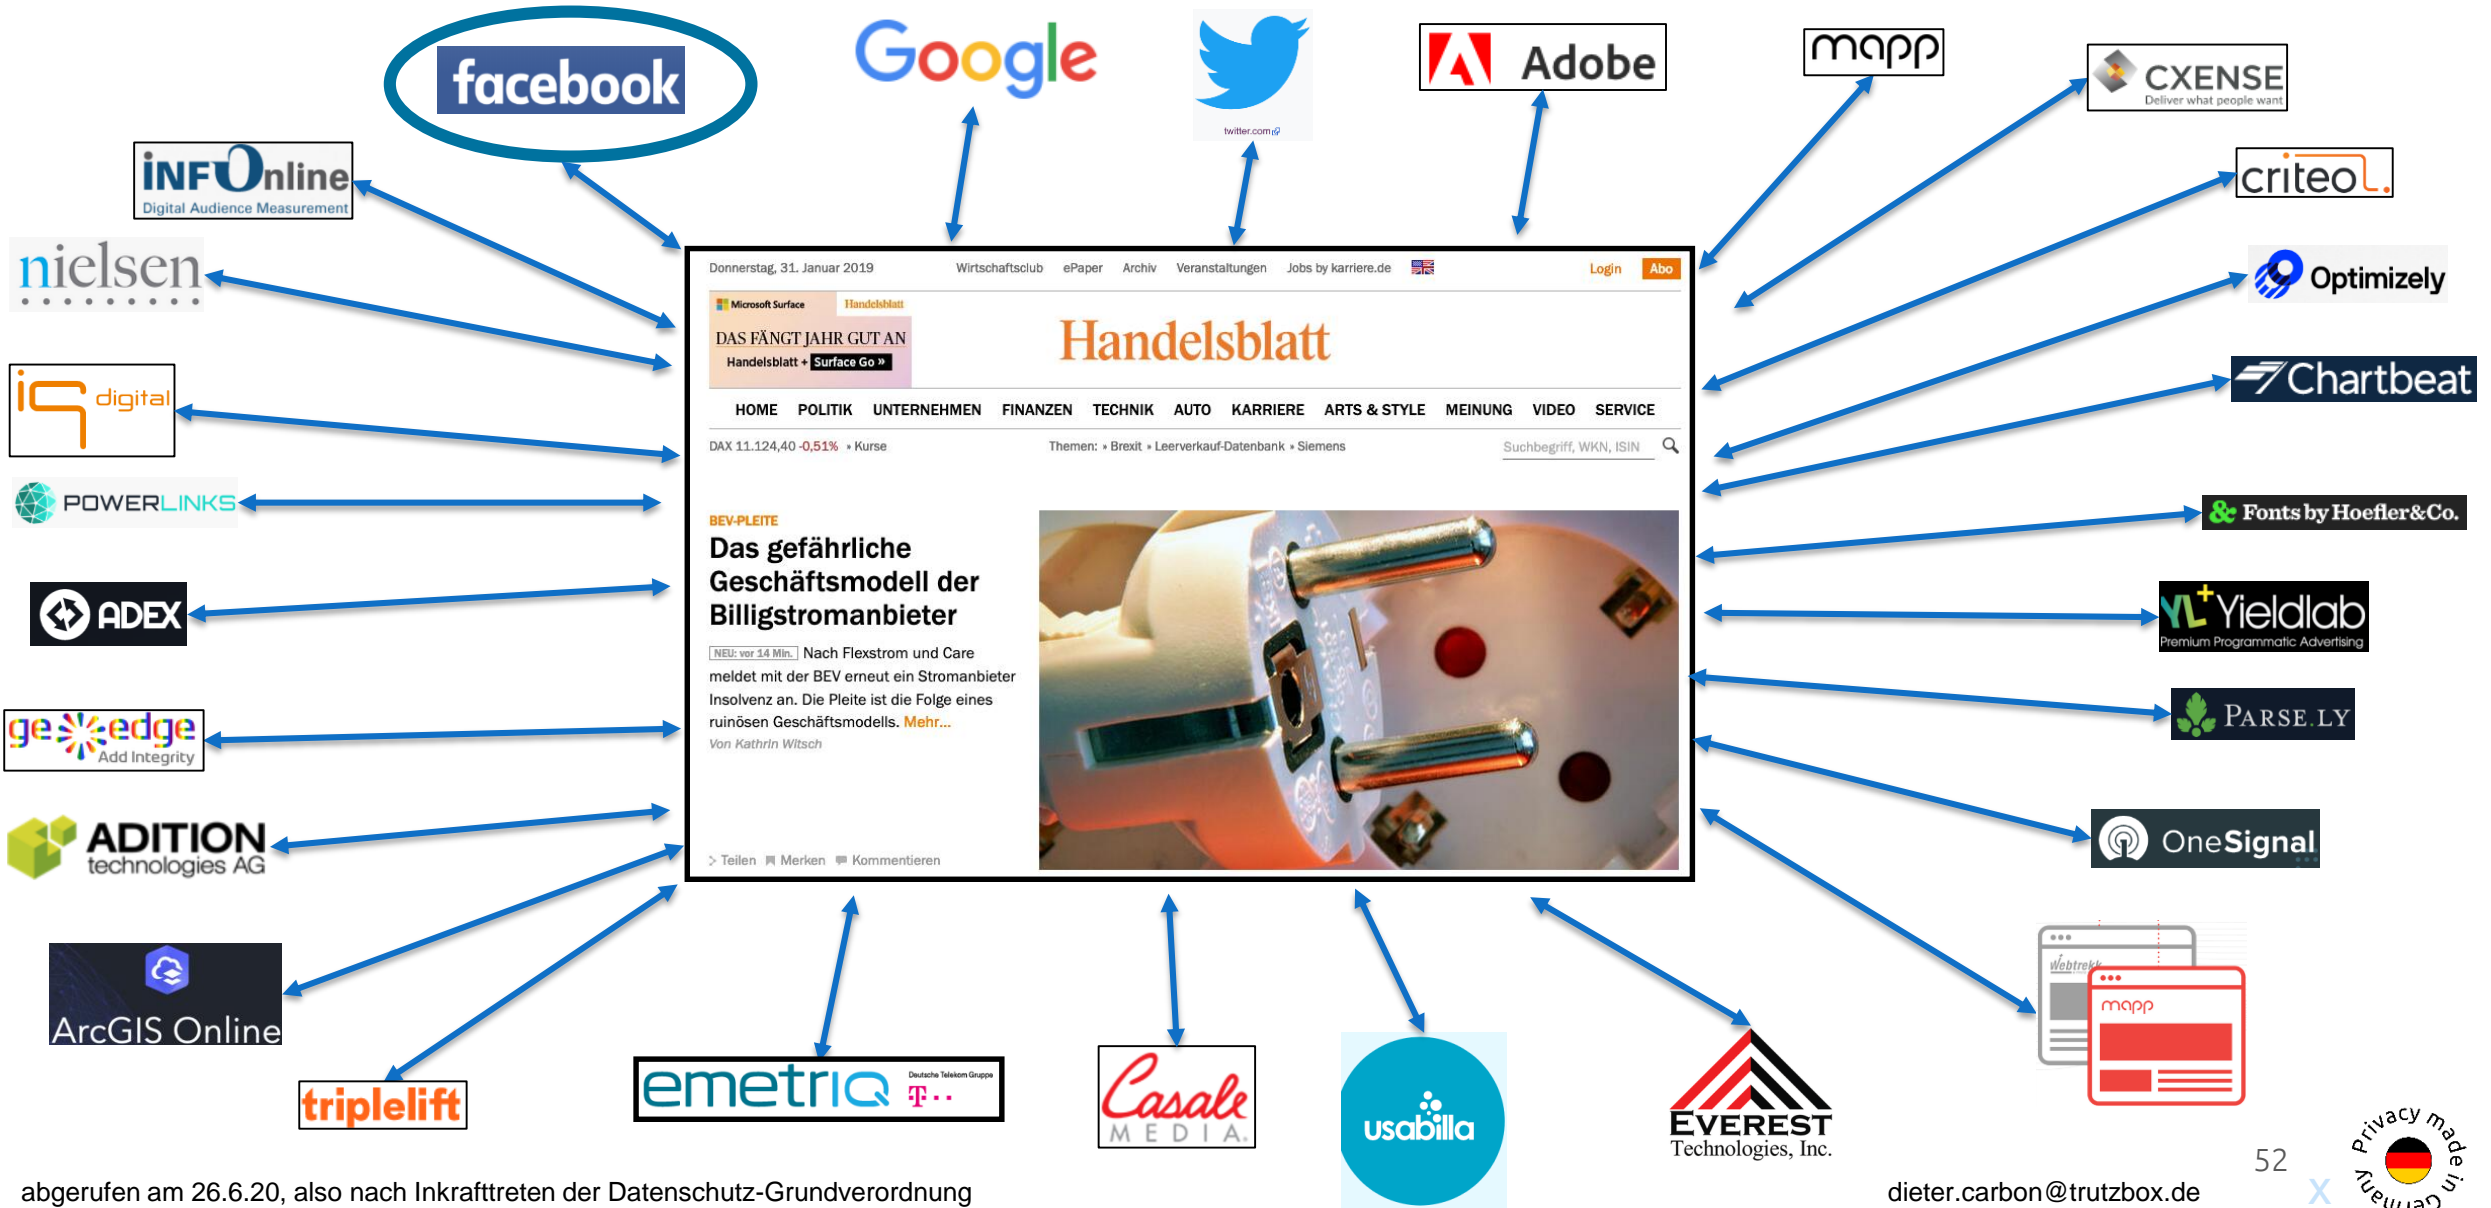 facebook
Google
twitter.com
Adobe
mapp
CXENSE
Deliver what people want
INFOnline
Digital Audience Measurement
criteo.
nielsen
Optimizely
iq digital
Chartbeat
POWERLINKS
& Fonts by Hoefler&Co.
ADEX
YL+ Yieldlab
Premium Programmatic Advertising
geoedge
Add Integrity
PARSE.LY
ADITION
technologies AG
OneSignal
ArcGIS Online
Webtrekk
mapp
triplelift
emetriq
Deutsche Telekom Gruppe
T
Casale
MEDIA.
usabilla
EVEREST
Technologies, Inc.
Donnerstag, 31. Januar 2019 Wirtschaftsclub ePaper Archiv Veranstaltungen Jobs by karriere.de Login Abo
Microsoft Surface Handelsblatt
DAS FÄNGT JAHR GUT AN
Handelsblatt + Surface Go »
Handelsblatt
HOME POLITIK UNTERNEHMEN FINANZEN TECHNIK AUTO KARRIERE ARTS & STYLE MEINUNG VIDEO SERVICE
DAX 11.124,40 -0,51% » Kurse Themen: » Brexit » Leerverkauf-Datenbank » Siemens Suchbegriff, WKN, ISIN
BEV-PLEITE
Das gefährliche
Geschäftsmodell der
Billigstromanbieter
NEU: vor 14 Min. Nach Flexstrom und Care
meldet mit der BEV erneut ein Stromanbieter
Insolvenz an. Die Pleite ist die Folge eines
ruinösen Geschäftsmodells. Mehr...
Von Kathrin Witsch
Teilen Merken Kommentieren
abgerufen am 26.6.20, also nach Inkrafttreten der Datenschutz-Grundverordnung
dieter.carbon@trutzbox.de
52
x
Privacy made in Germany